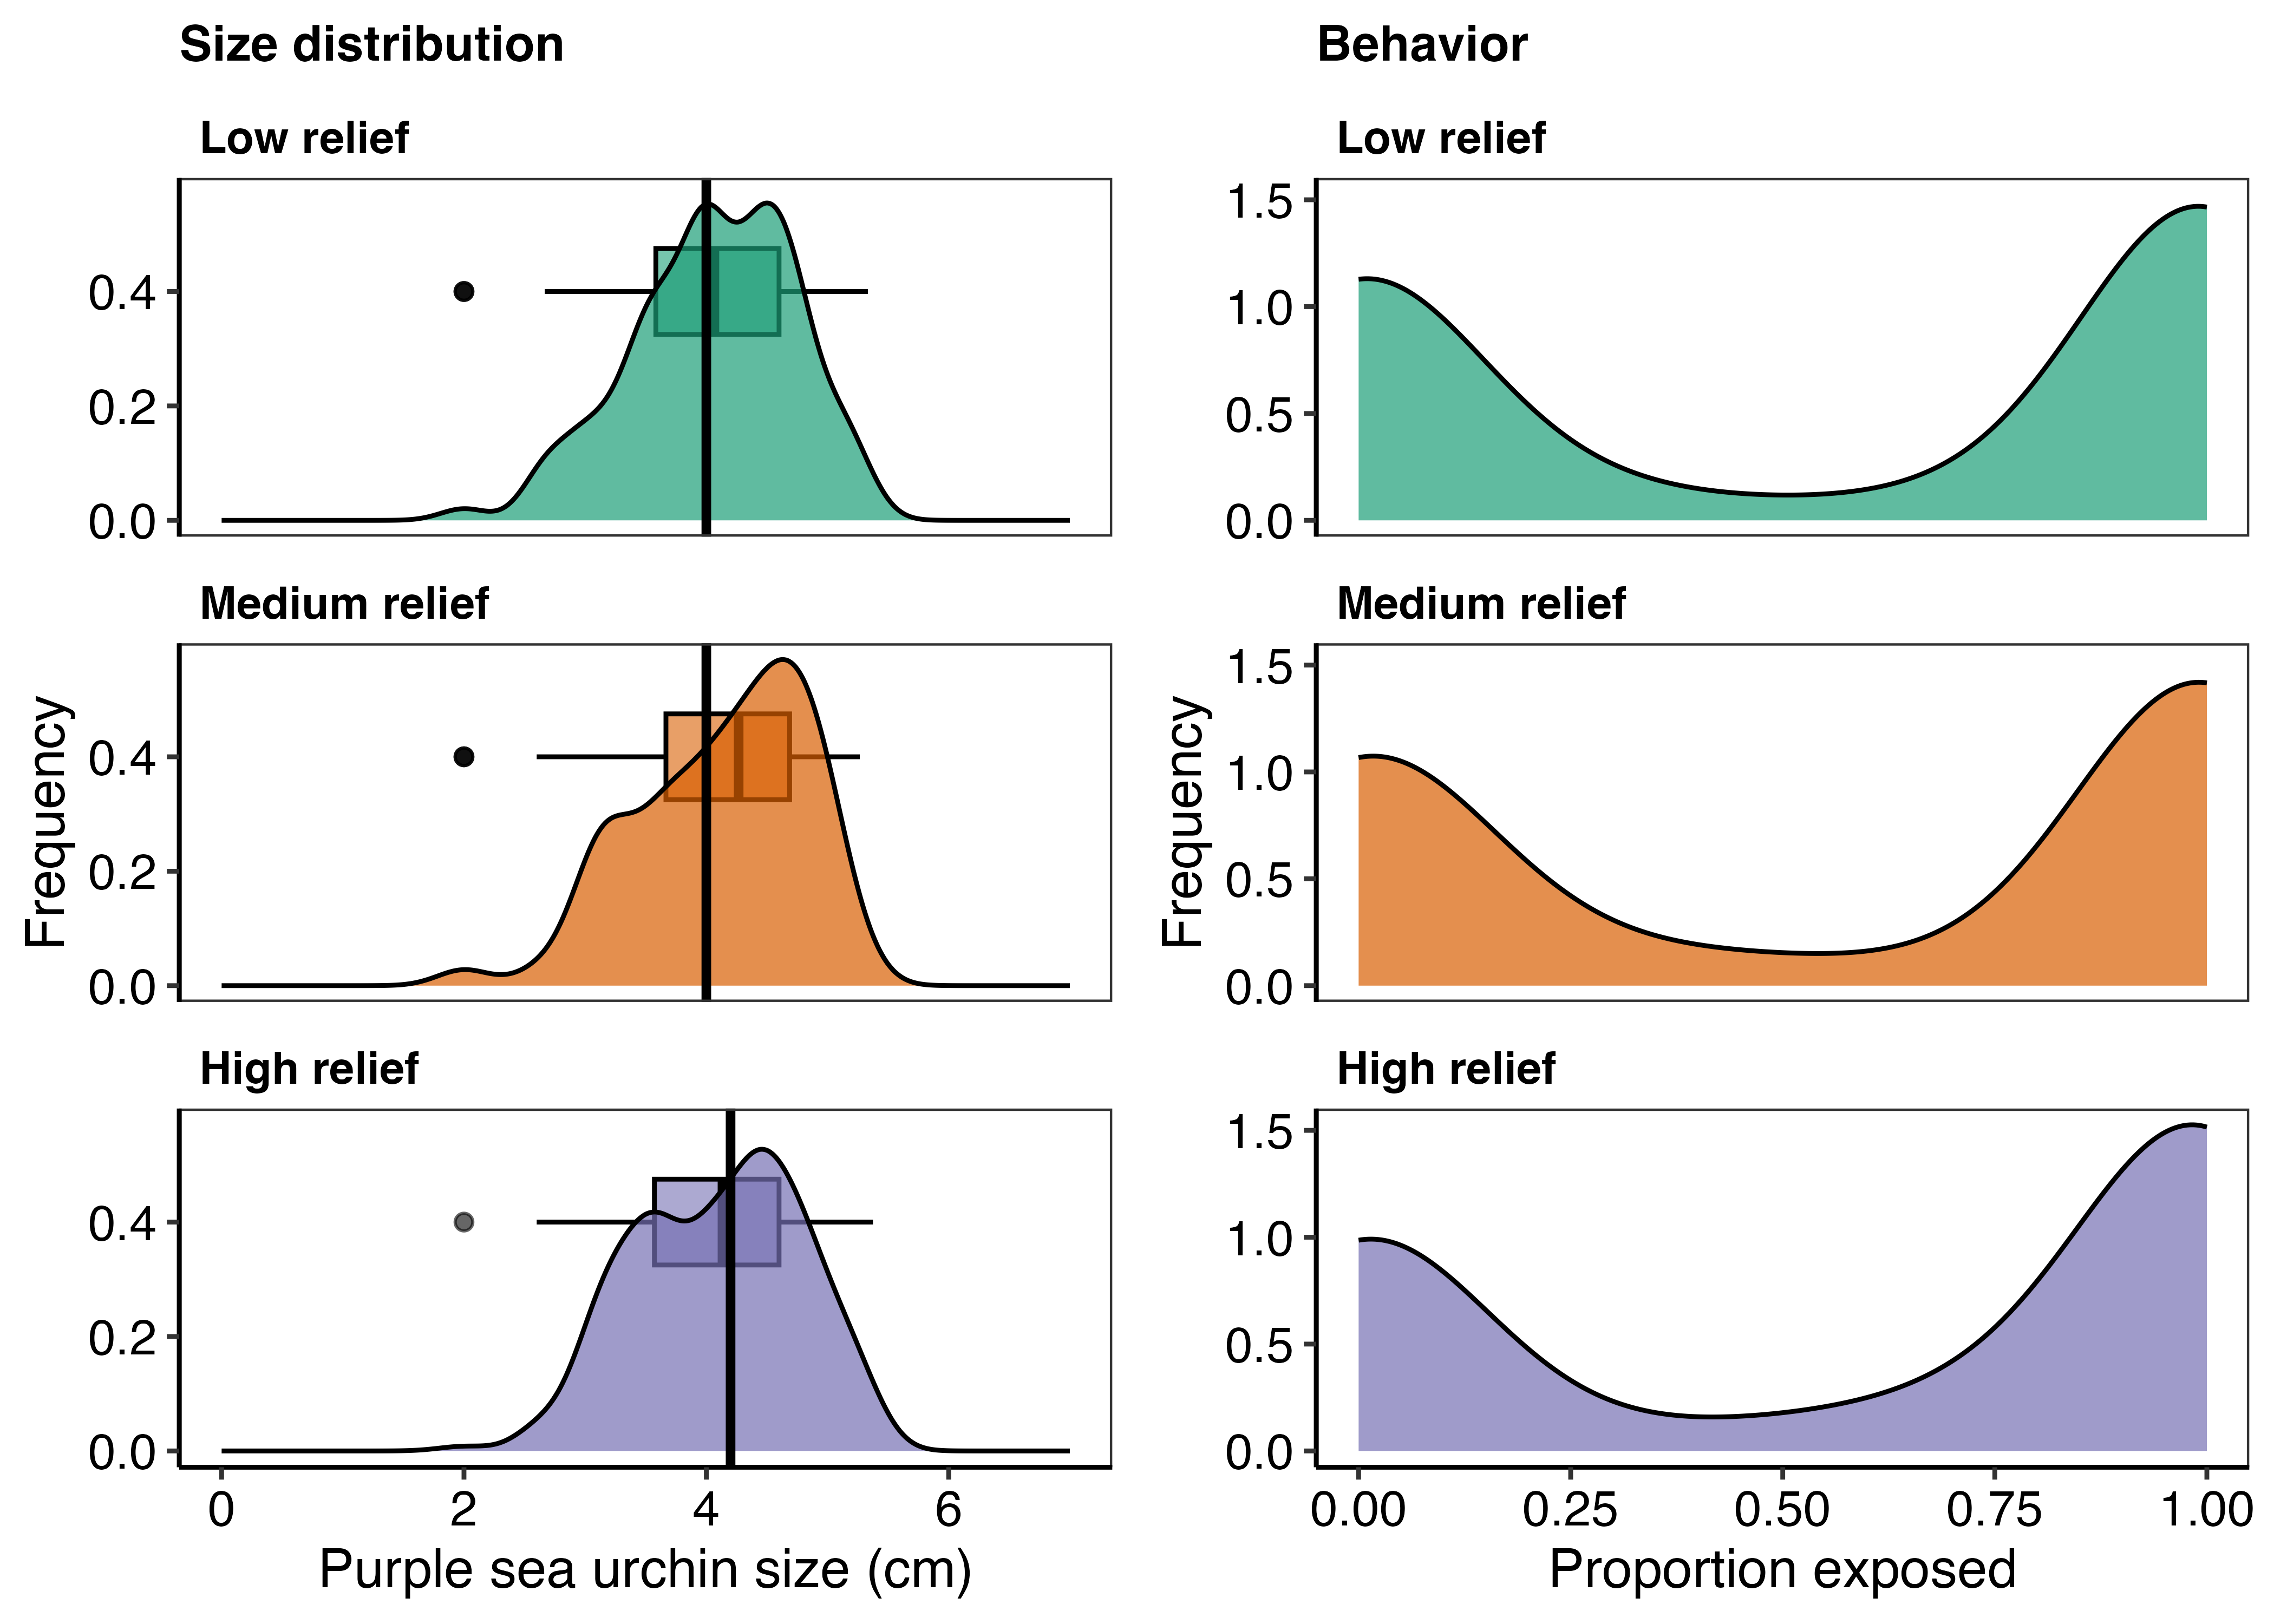 Size distribution
Low relief
0.4
0.2
0.0
Medium relief
0.4
0.2
0.0
High relief
0.4
0.2
0.0
Frequency
0 2 4 6
Purple sea urchin size (cm)
Behavior
Low relief
1.5
1.0
0.5
0.0
Medium relief
1.5
1.0
0.5
0.0
High relief
1.5
1.0
0.5
0.0
Frequency
0.00 0.25 0.50 0.75 1.00
Proportion exposed